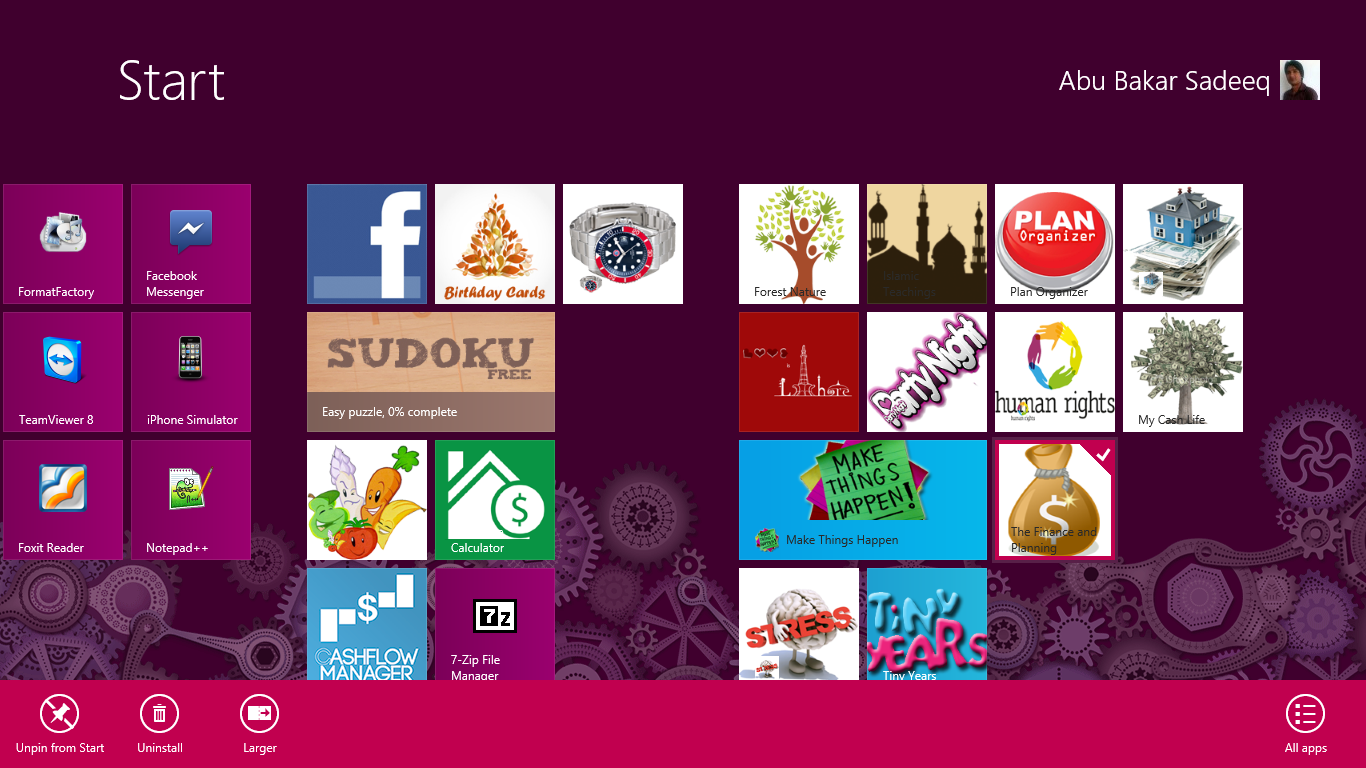 Start
Abu Bakar Sadeeq
FormatFactory
Facebook
Messenger
TeamViewer 8
iPhone Simulator
Foxit Reader
Notepad++
f
Birthday Cards
SUDOKU
FREE
Easy puzzle, 0% complete
$
Calculator
$
CASHFLOW
MANAGER
7z
7-Zip File
Manager
Forest Nature
Islamic
Teachings
PLAN
Organizer
Plan Organizer
LOVE
Lahore
Party Night
human rights
My Cash Life
MAKE
THINGS
HAPPEN!
Make Things Happen
$
The Finance and
Planning
STRESS
TiNY
YEARS
Tiny Years
Unpin from Start
Uninstall
Larger
All apps